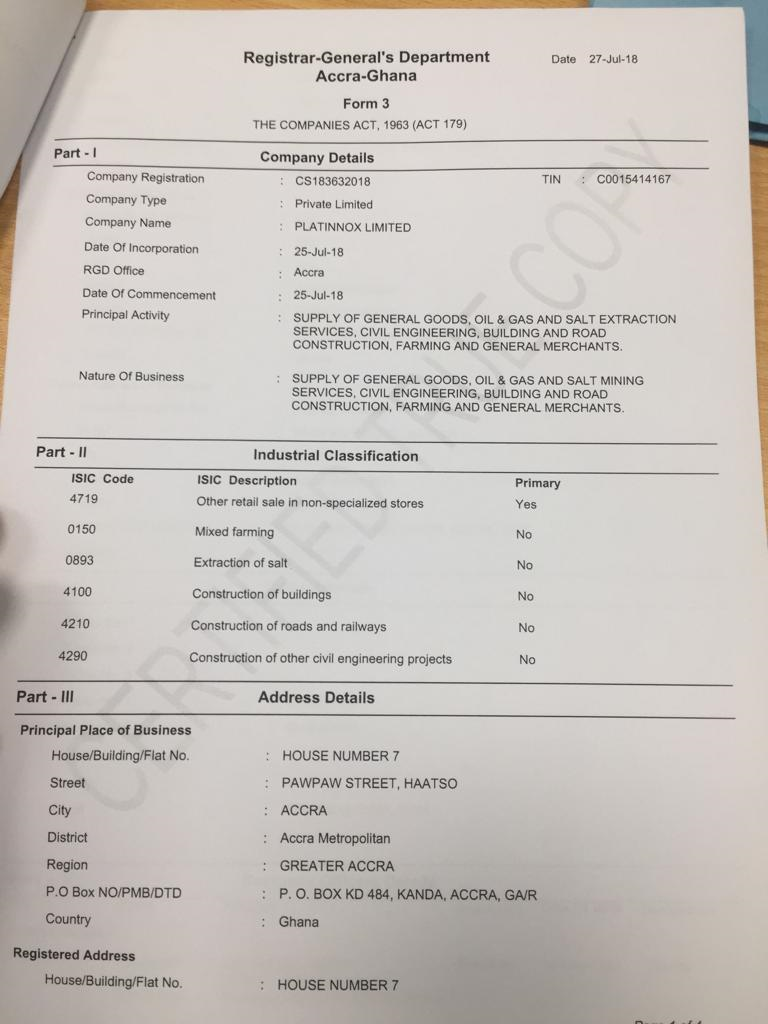 Registrar-General's Department
Accra-Ghana
Date 27-Jul-18
Form 3
THE COMPANIES ACT, 1963 (ACT 179)
Part - I Company Details
Company Registration : CS183632018 TIN : C0015414167
Company Type : Private Limited
Company Name : PLATINNOX LIMITED
Date Of Incorporation : 25-Jul-18
RGD Office : Accra
Date Of Commencement : 25-Jul-18
Principal Activity : SUPPLY OF GENERAL GOODS, OIL & GAS AND SALT EXTRACTION
SERVICES, CIVIL ENGINEERING, BUILDING AND ROAD
CONSTRUCTION, FARMING AND GENERAL MERCHANTS.
Nature Of Business : SUPPLY OF GENERAL GOODS, OIL & GAS AND SALT MINING
SERVICES, CIVIL ENGINEERING, BUILDING AND ROAD
CONSTRUCTION, FARMING AND GENERAL MERCHANTS.
Part - II Industrial Classification
ISIC Code ISIC Description Primary
4719 Other retail sale in non-specialized stores Yes
0150 Mixed farming No
0893 Extraction of salt No
4100 Construction of buildings No
4210 Construction of roads and railways No
4290 Construction of other civil engineering projects No
Part - III Address Details
Principal Place of Business
House/Building/Flat No. : HOUSE NUMBER 7
Street : PAWPAW STREET, HAATSO
City : ACCRA
District : Accra Metropolitan
Region : GREATER ACCRA
P.O Box NO/PMB/DTD : P. O. BOX KD 484, KANDA, ACCRA, GA/R
Country : Ghana
Registered Address
House/Building/Flat No. : HOUSE NUMBER 7
CERTIFIED TRUE COPY